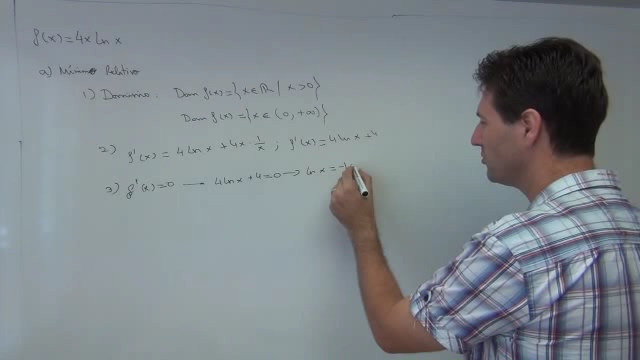 f(x)=4x Ln x
a) Mínimo Relativo
1) Dominio: Dom f(x)={x∈ℝ / x>0}
Dom f(x)={x∈(0,+∞)}
2) f'(x) = 4 Ln x + 4x · 1/x ; f'(x)= 4 Ln x + 4
3) f'(x)=0 → 4 Ln x + 4 = 0 → Ln x = -1